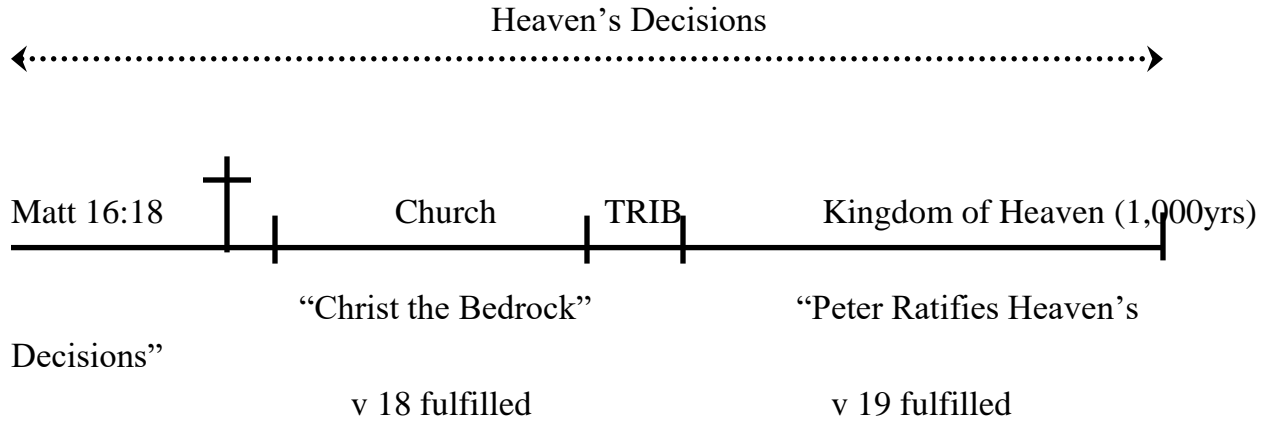 Heaven’s Decisions
Matt 16:18 Church TRIB Kingdom of Heaven (1,000yrs)
“Christ the Bedrock” “Peter Ratifies Heaven’s
Decisions”
v 18 fulfilled v 19 fulfilled